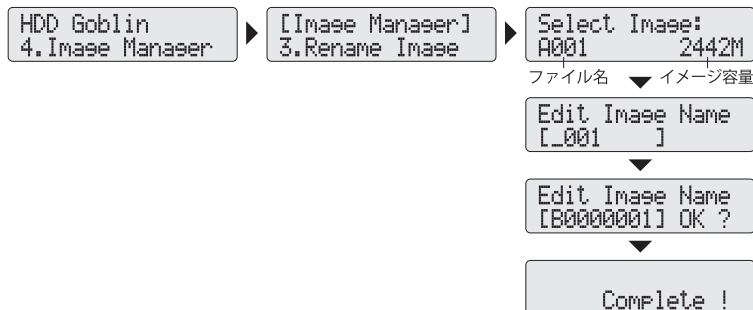 HDD Goblin
4.Image Manager
[Image Manager]
3.Rename Image
Select Image:
A001 2442M
ファイル名 イメージ容量
Edit Image Name
[_001 ]
Edit Image Name
[B0000001] OK ?
Complete !